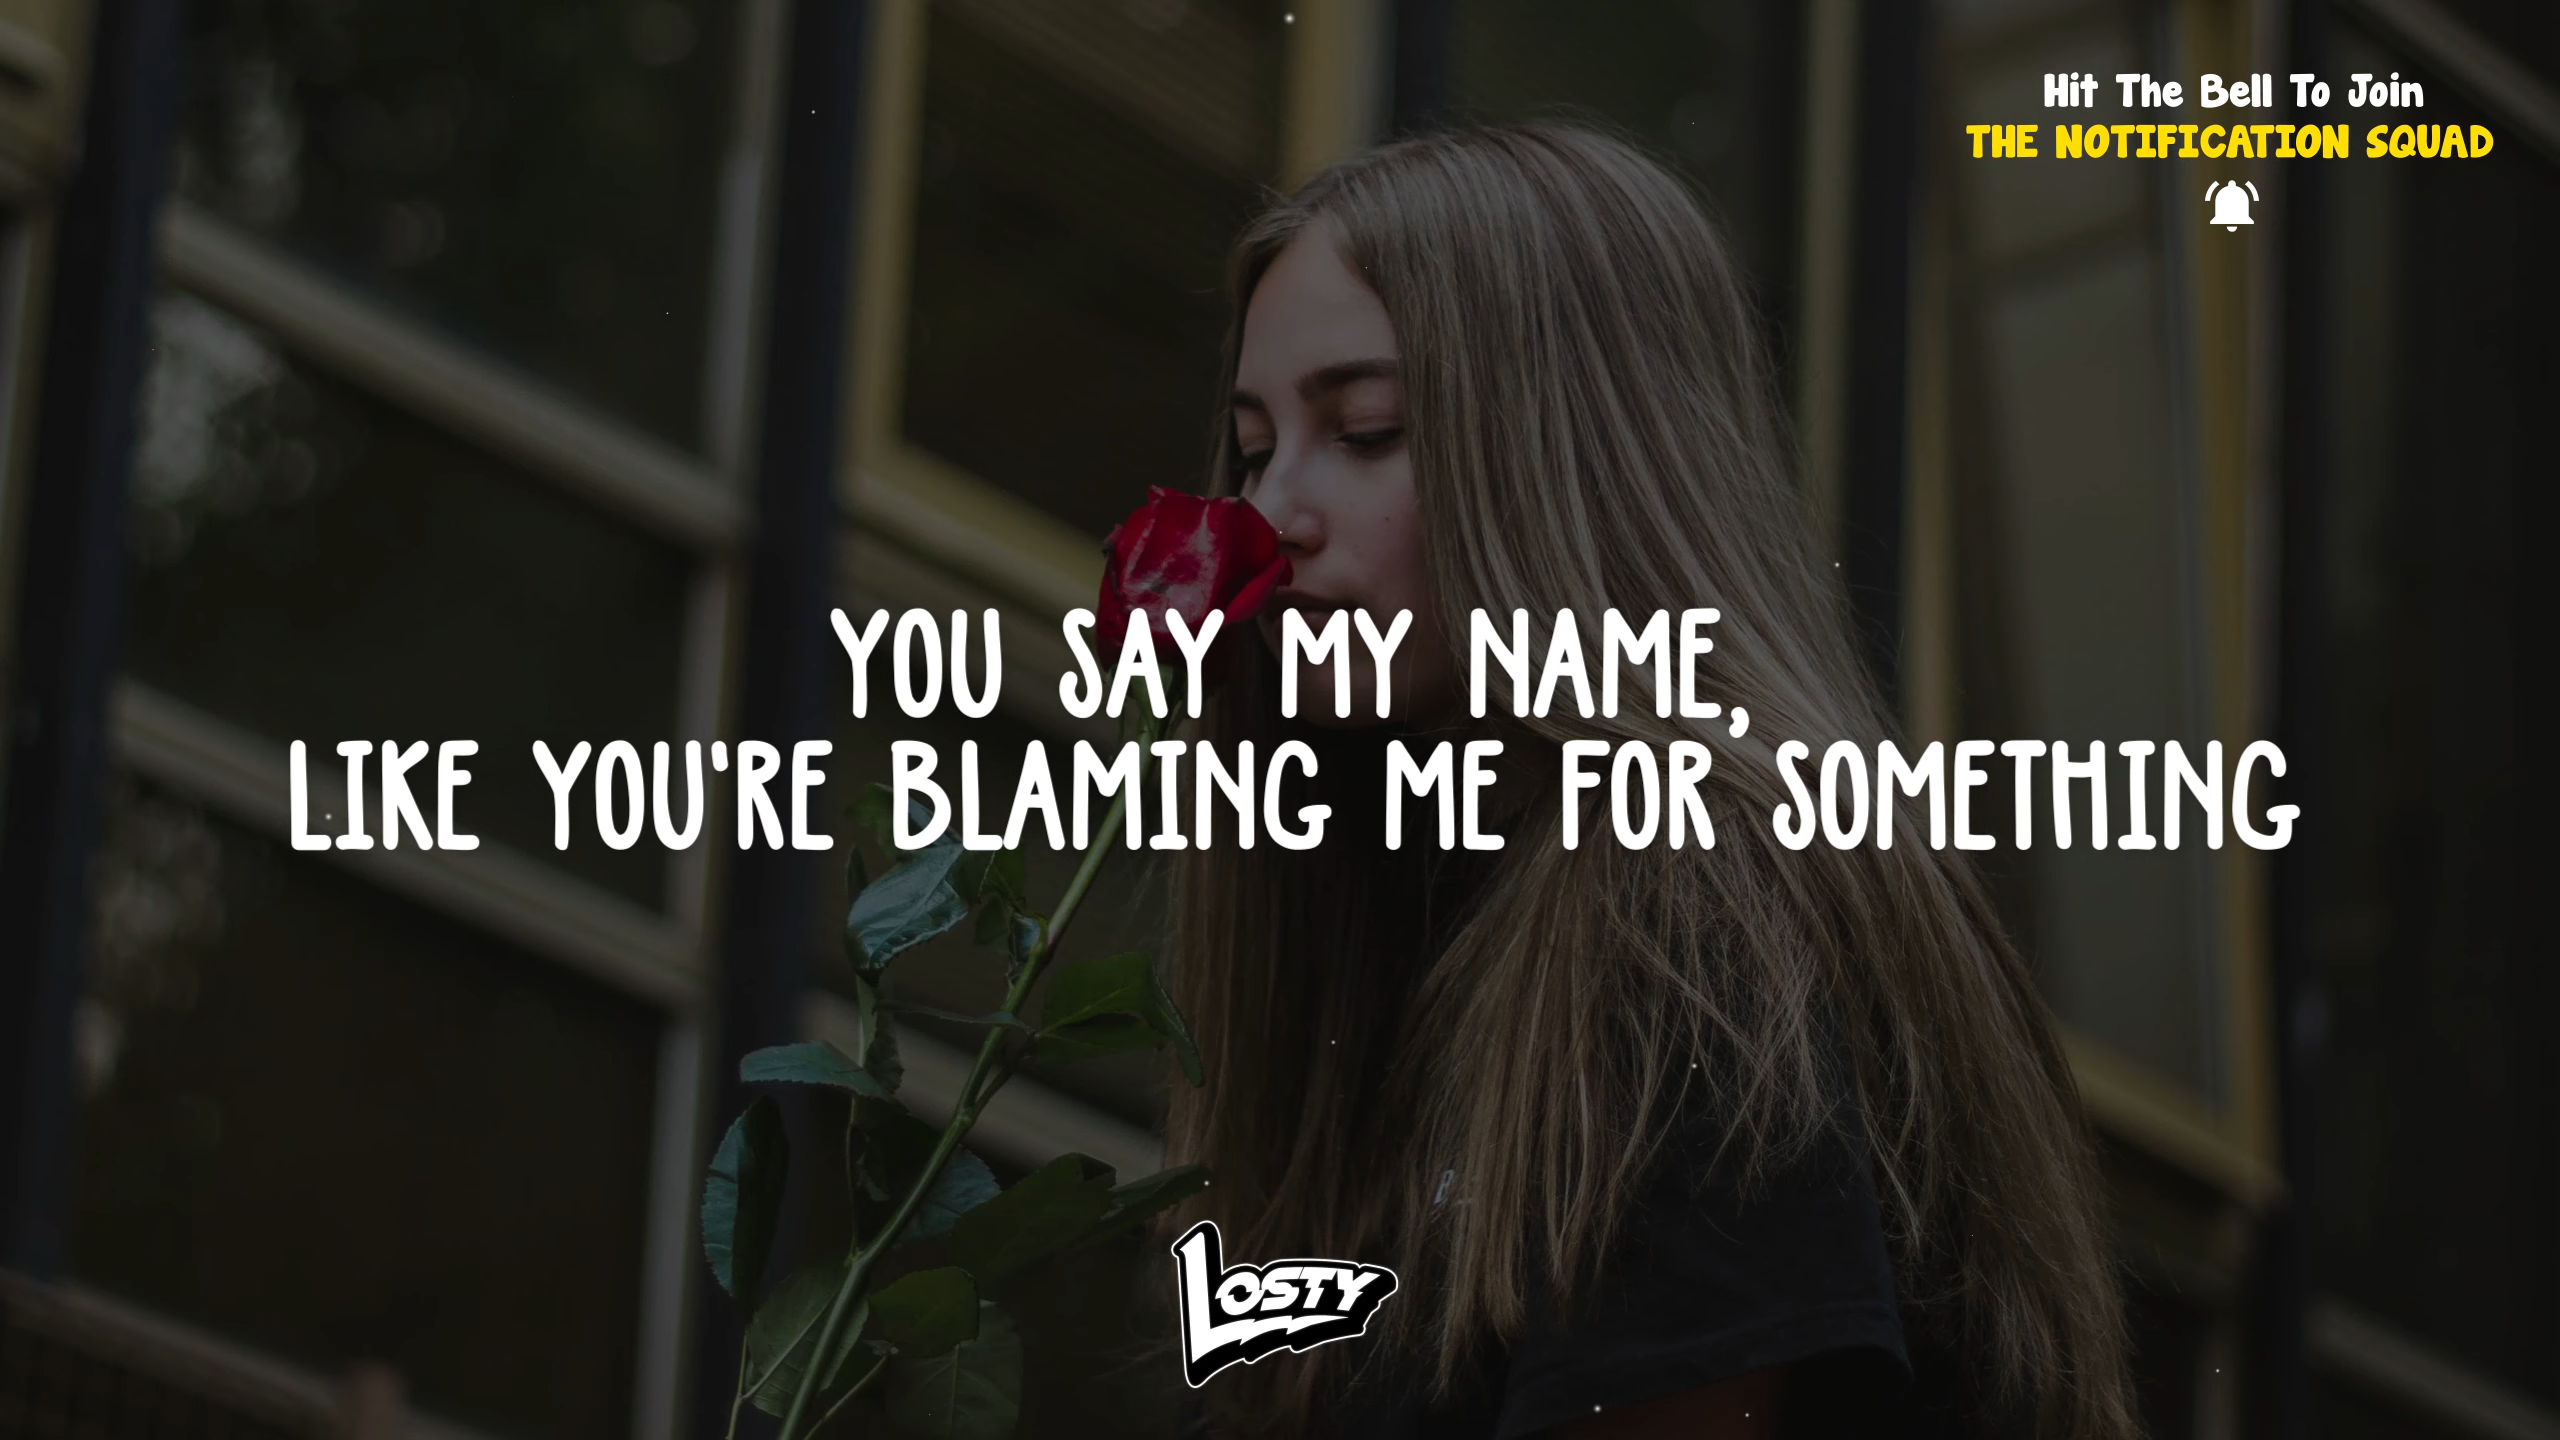 Hit The Bell To Join
THE NOTIFICATION SQUAD
YOU SAY MY NAME,
LIKE YOU'RE BLAMING ME FOR SOMETHING
LOSTY